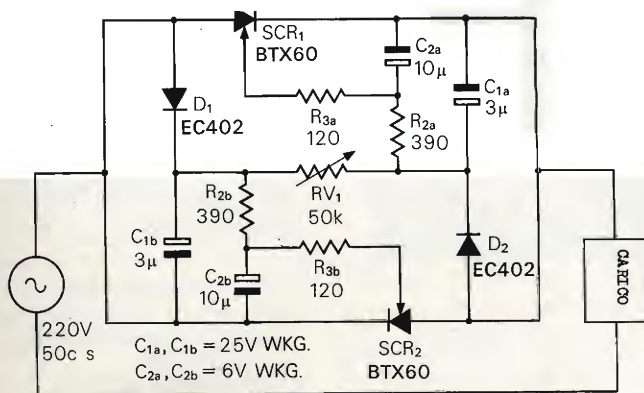 SCR₁
BTX60
C₂ₐ
10μ
C₁ₐ
3μ
D₁
EC402
R₃ₐ
120
R₂ₐ
390
R₂b
390
RV₁
50k
C₁b
3μ
C₂b
10μ
R₃b
120
D₂
EC402
CARICO
220V
50c s
C₁ₐ, C₁b = 25V WKG.
C₂ₐ, C₂b = 6V WKG.
SCR₂
BTX60